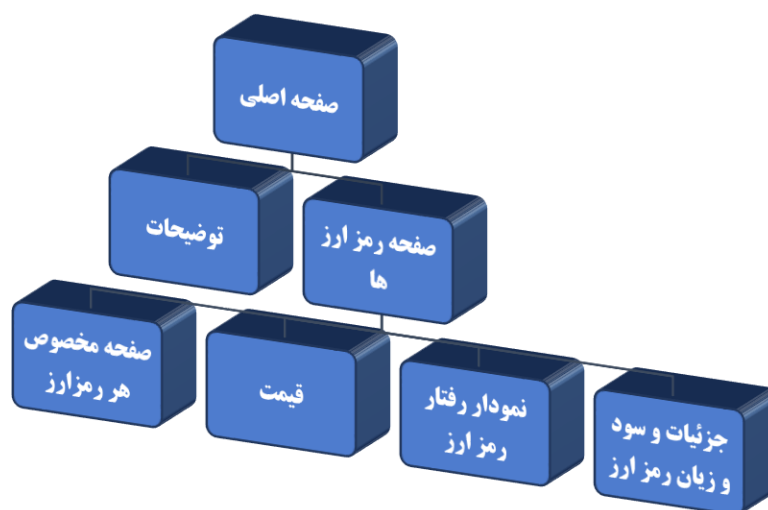 صفحه اصلی
توضیحات
صفحه رمز ارز
ها
صفحه مخصوص
هر رمزارز
قیمت
نمودار رفتار
رمز ارز
جزئیات و سود
و زیان رمز ارز